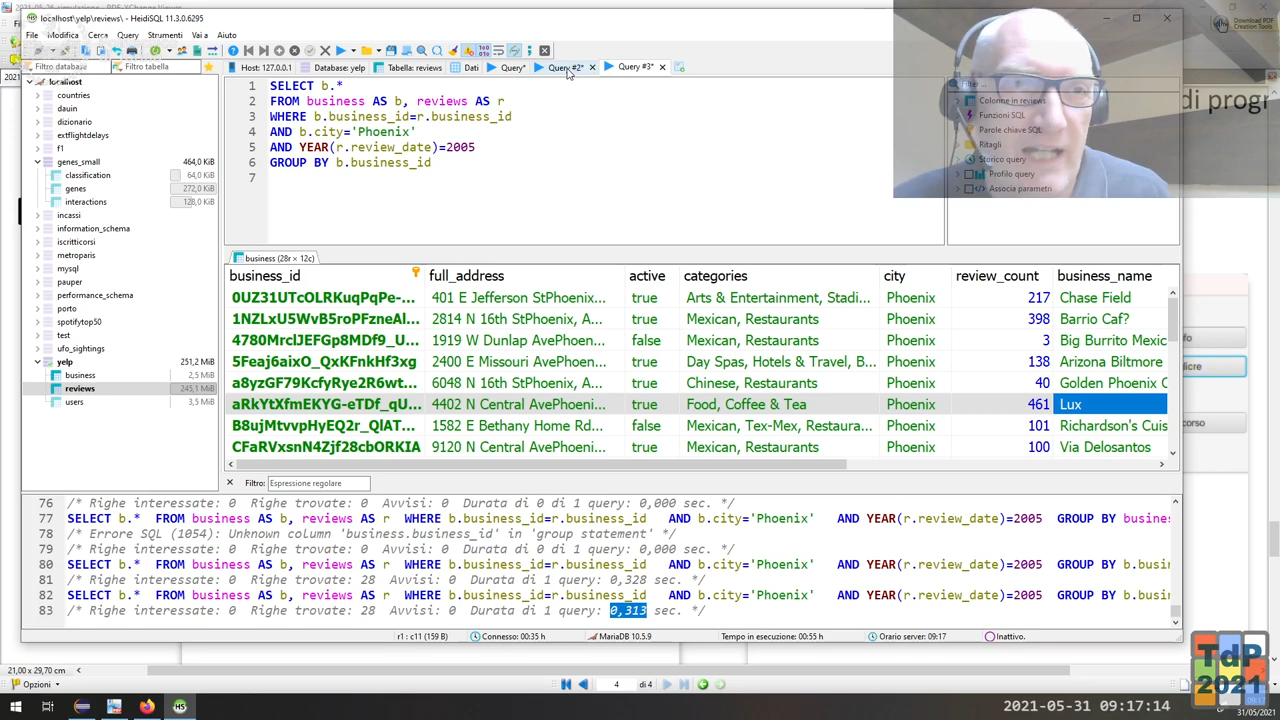 localhost\yelp\reviews\ - HeidiSQL 11.3.0.6295
File Modifica Cerca Query Strumenti Vai a Aiuto
Download PDF
Creation Tools
Filtro database Filtro tabella
Host: 127.0.0.1 Database: yelp Tabella: reviews Dati Query* Query #2* Query #3*
localhost
countries
dauin
dizionario
extflightdelays
f1
genes_small 464,0 KiB
classification 64,0 KiB
genes 272,0 KiB
interactions 128,0 KiB
incassi
information_schema
iscritticorsi
metroparis
mysql
pauper
performance_schema
porto
spotifytop50
test
ufo_sightings
yelp 251,2 MiB
business 2,5 MiB
reviews 245,1 MiB
users 3,5 MiB
1 SELECT b.*
2 FROM business AS b, reviews AS r
3 WHERE b.business_id=r.business_id
4 AND b.city='Phoenix'
5 AND YEAR(r.review_date)=2005
6 GROUP BY b.business_id
7
Filter ...
Colonne in reviews
Funzioni SQL
Parole chiave SQL
Ritagli
Storico query
Profilo query
Associa parametri
di progr
business (28r × 12c)
business_id full_address active categories city review_count business_name
0UZ31UTcOLRKuqPqPe-... 401 E Jefferson StPhoenix... true Arts & Entertainment, Stadi... Phoenix 217 Chase Field
1NZLxU5WvB5roPFzneAl... 2814 N 16th StPhoenix, A... true Mexican, Restaurants Phoenix 398 Barrio Caf?
4780MrclJEFGp8MDf9_U... 1919 W Dunlap AvePhoen... false Mexican, Restaurants Phoenix 3 Big Burrito Mexi
5Feaj6aixO_QxKFnkHf3xg 2400 E Missouri AvePhoen... true Day Spas, Hotels & Travel, B... Phoenix 138 Arizona Biltmore
a8yzGF79KcfyRye2R6wt... 6048 N 16th StPhoenix, A... true Chinese, Restaurants Phoenix 40 Golden Phoenix C
aRkYtXfmEKYG-eTDf_qU... 4402 N Central AvePhoeni... true Food, Coffee & Tea Phoenix 461 Lux
B8ujMtvvpHyEQr_QlAT... 1582 E Bethany Home Rd... false Mexican, Tex-Mex, Restaura... Phoenix 101 Richardson's Cuis
CFaRVxsnN4Zjf28cbORKIA 9120 N Central AvePhoeni... true Mexican, Restaurants Phoenix 100 Via Delosantos
Filtro: Espressione regolare
76 /* Righe interessate: 0 Righe trovate: 0 Avvisi: 0 Durata di 0 di 1 query: 0,000 sec. */
77 SELECT b.* FROM business AS b, reviews AS r WHERE b.business_id=r.business_id AND b.city='Phoenix' AND YEAR(r.review_date)=2005 GROUP BY busines
78 /* Errore SQL (1054): Unknown column 'business.business_id' in 'group statement' */
79 /* Righe interessate: 0 Righe trovate: 0 Avvisi: 0 Durata di 0 di 1 query: 0,000 sec. */
80 SELECT b.* FROM business AS b, reviews AS r WHERE b.business_id=r.business_id AND b.city='Phoenix' AND YEAR(r.review_date)=2005 GROUP BY b.busin
81 /* Righe interessate: 0 Righe trovate: 28 Avvisi: 0 Durata di 1 query: 0,328 sec. */
82 SELECT b.* FROM business AS b, reviews AS r WHERE b.business_id=r.business_id AND b.city='Phoenix' AND YEAR(r.review_date)=2005 GROUP BY b.busin
83 /* Righe interessate: 0 Righe trovate: 28 Avvisi: 0 Durata di 1 query: 0,313 sec. */
r1 : c11 (159 B) Connesso: 00:35 h MariaDB 10.5.9 Tempo in esecuzione: 00:55 h Orario server: 09:17 Inattivo.
21,00 x 29,70 cm
Opzioni 4 di 4
TdP
2021
2021-05-31 09:17:14
31/05/2021